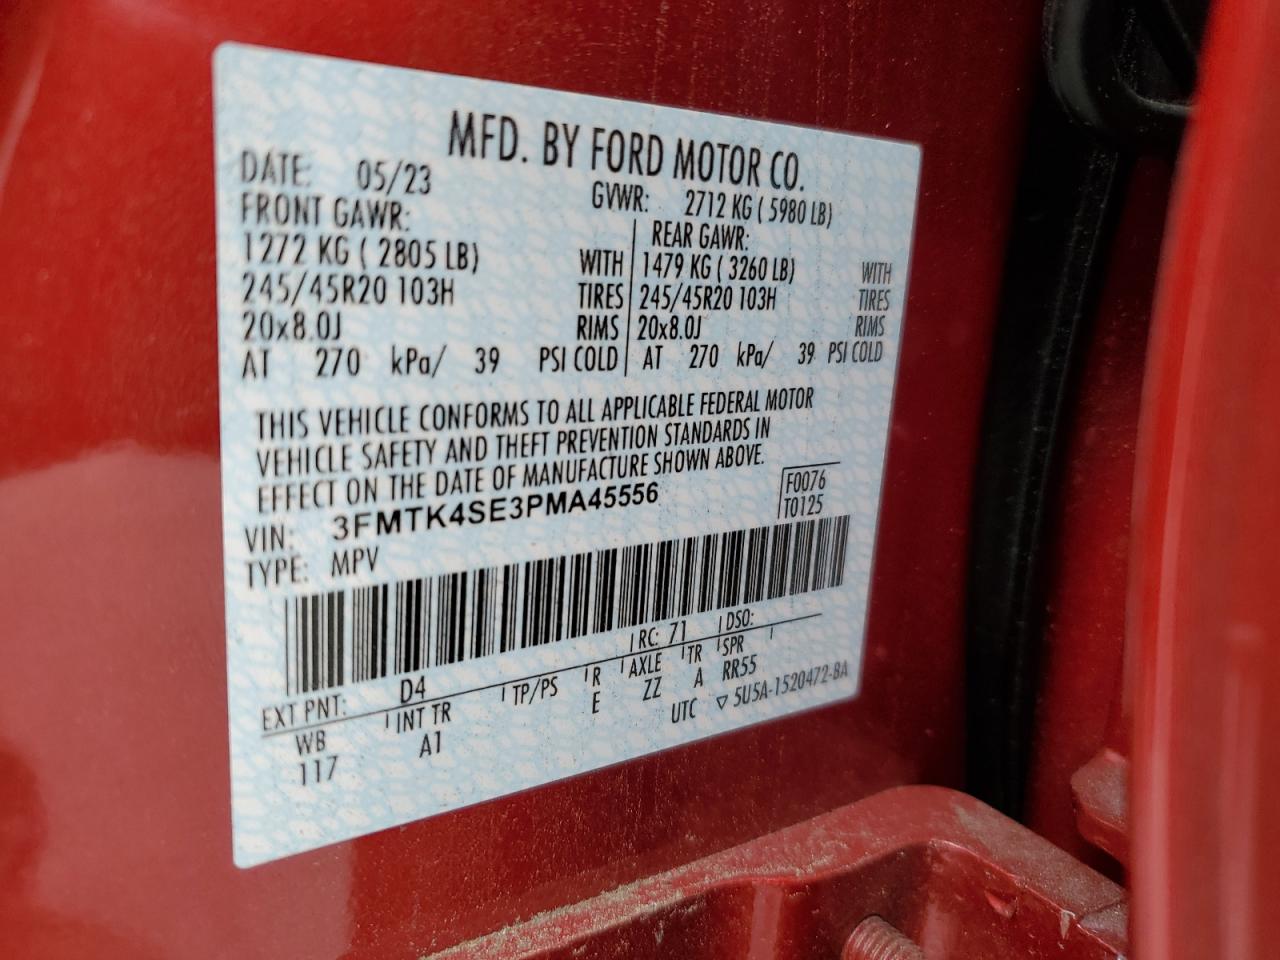 MFD. BY FORD MOTOR CO.
DATE: 05/23 GVWR: 2712 KG ( 5980 LB)
FRONT GAWR: REAR GAWR:
1272 KG ( 2805 LB) WITH 1479 KG ( 3260 LB) WITH
245/45R20 103H TIRES 245/45R20 103H TIRES
20x8.0J RIMS 20x8.0J RIMS
AT 270 kPa/ 39 PSI COLD AT 270 kPa/ 39 PSI COLD
THIS VEHICLE CONFORMS TO ALL APPLICABLE FEDERAL MOTOR
VEHICLE SAFETY AND THEFT PREVENTION STANDARDS IN
EFFECT ON THE DATE OF MANUFACTURE SHOWN ABOVE.
VIN: 3FMTK4SE3PMA45556 F0076
TYPE: MPV T0125
EXT PNT: D4 RC: 71 DSO:
WB INT TR TP/PS R AXLE TR SPR
117 A1 E ZZ A RR55
UTC ▽ 5U5A-1520472-BA